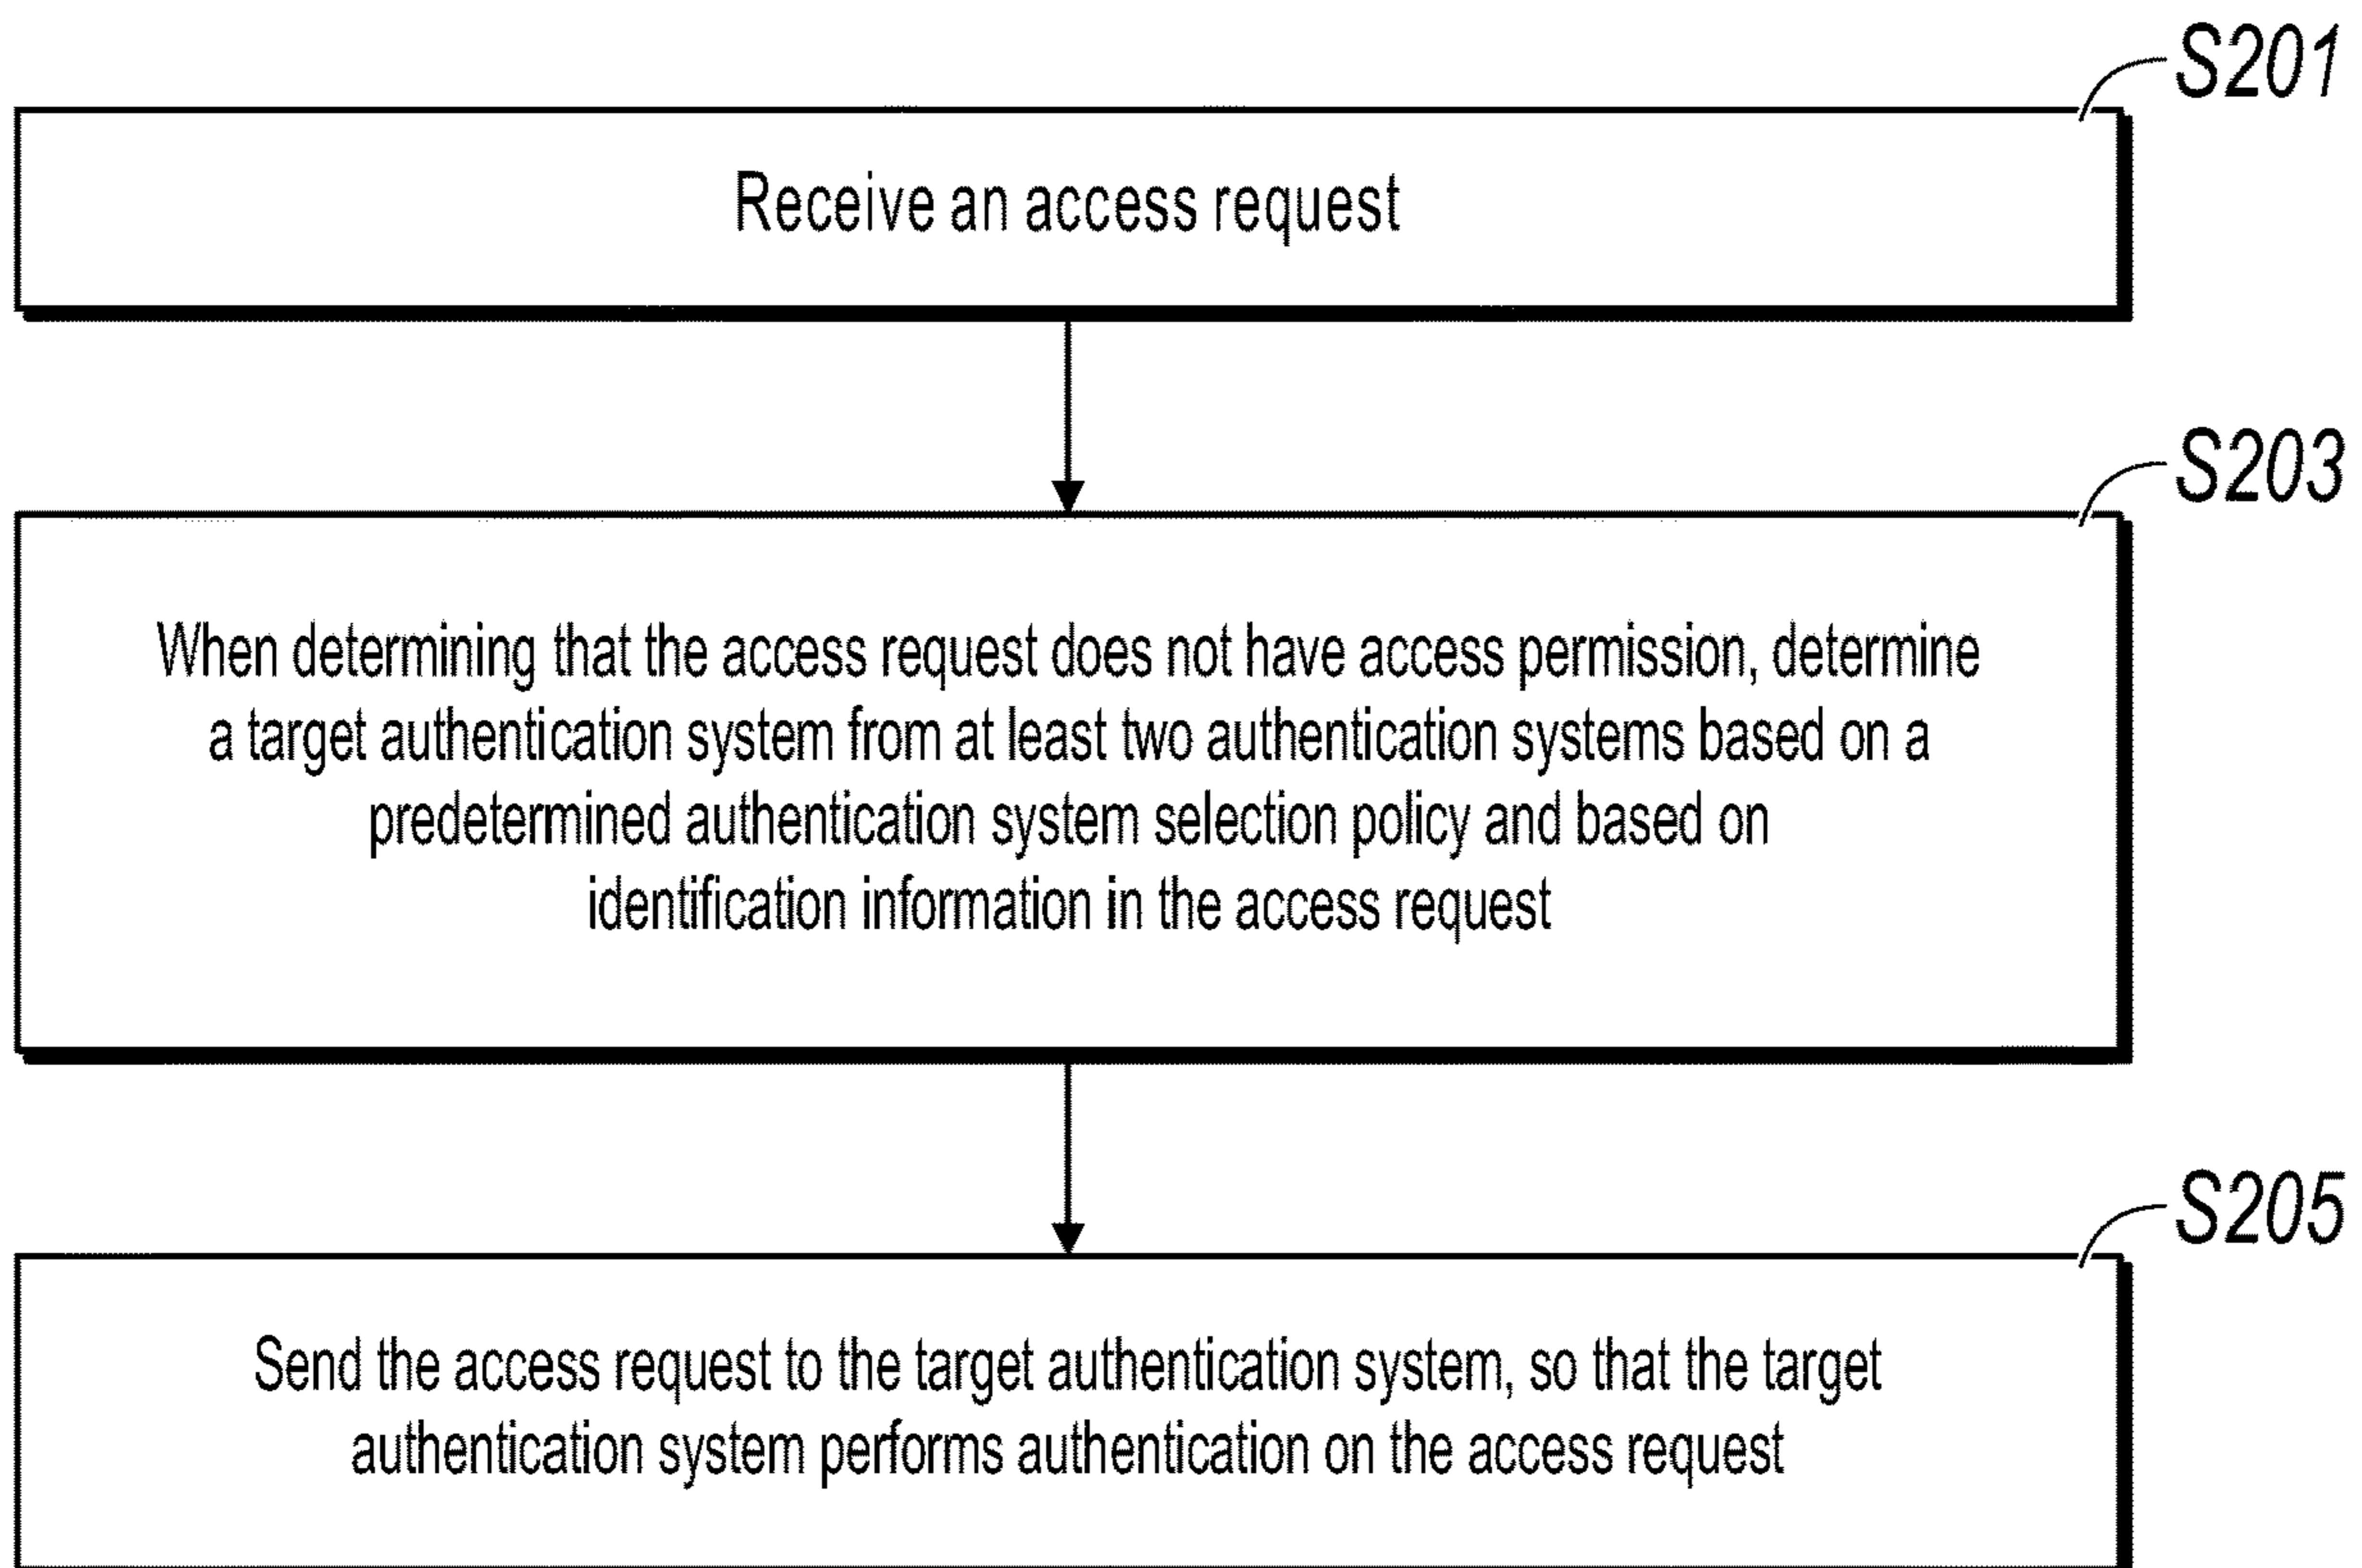 S201
Receive an access request
S203
When determining that the access request does not have access permission, determine
a target authentication system from at least two authentication systems based on a
predetermined authentication system selection policy and based on
identification information in the access request
S205
Send the access request to the target authentication system, so that the target
authentication system performs authentication on the access request